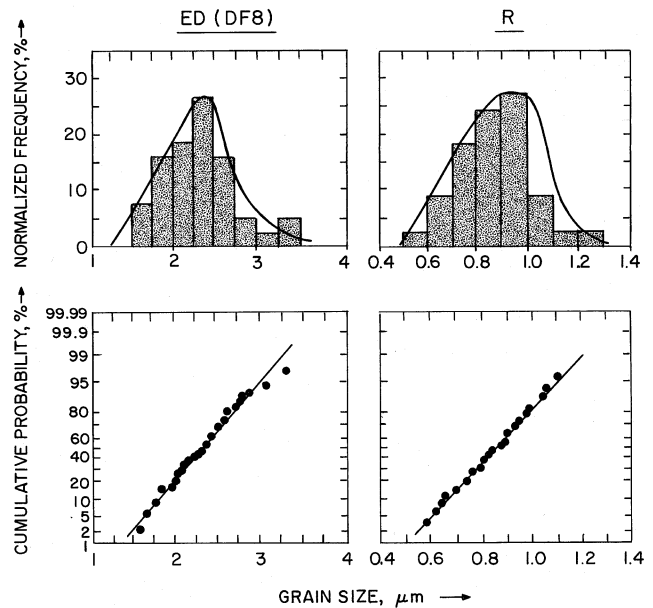 ED (DF8)
R
NORMALIZED FREQUENCY, %→
30
20
10
0
1 2 3 4
0.4 0.6 0.8 1.0 1.2 1.4
CUMULATIVE PROBABILITY, %→
99.99
99.9
99
95
80
60
40
20
10
5
2
1
1 2 3 4
0.4 0.6 0.8 1.0 1.2 1.4
GRAIN SIZE, μm →